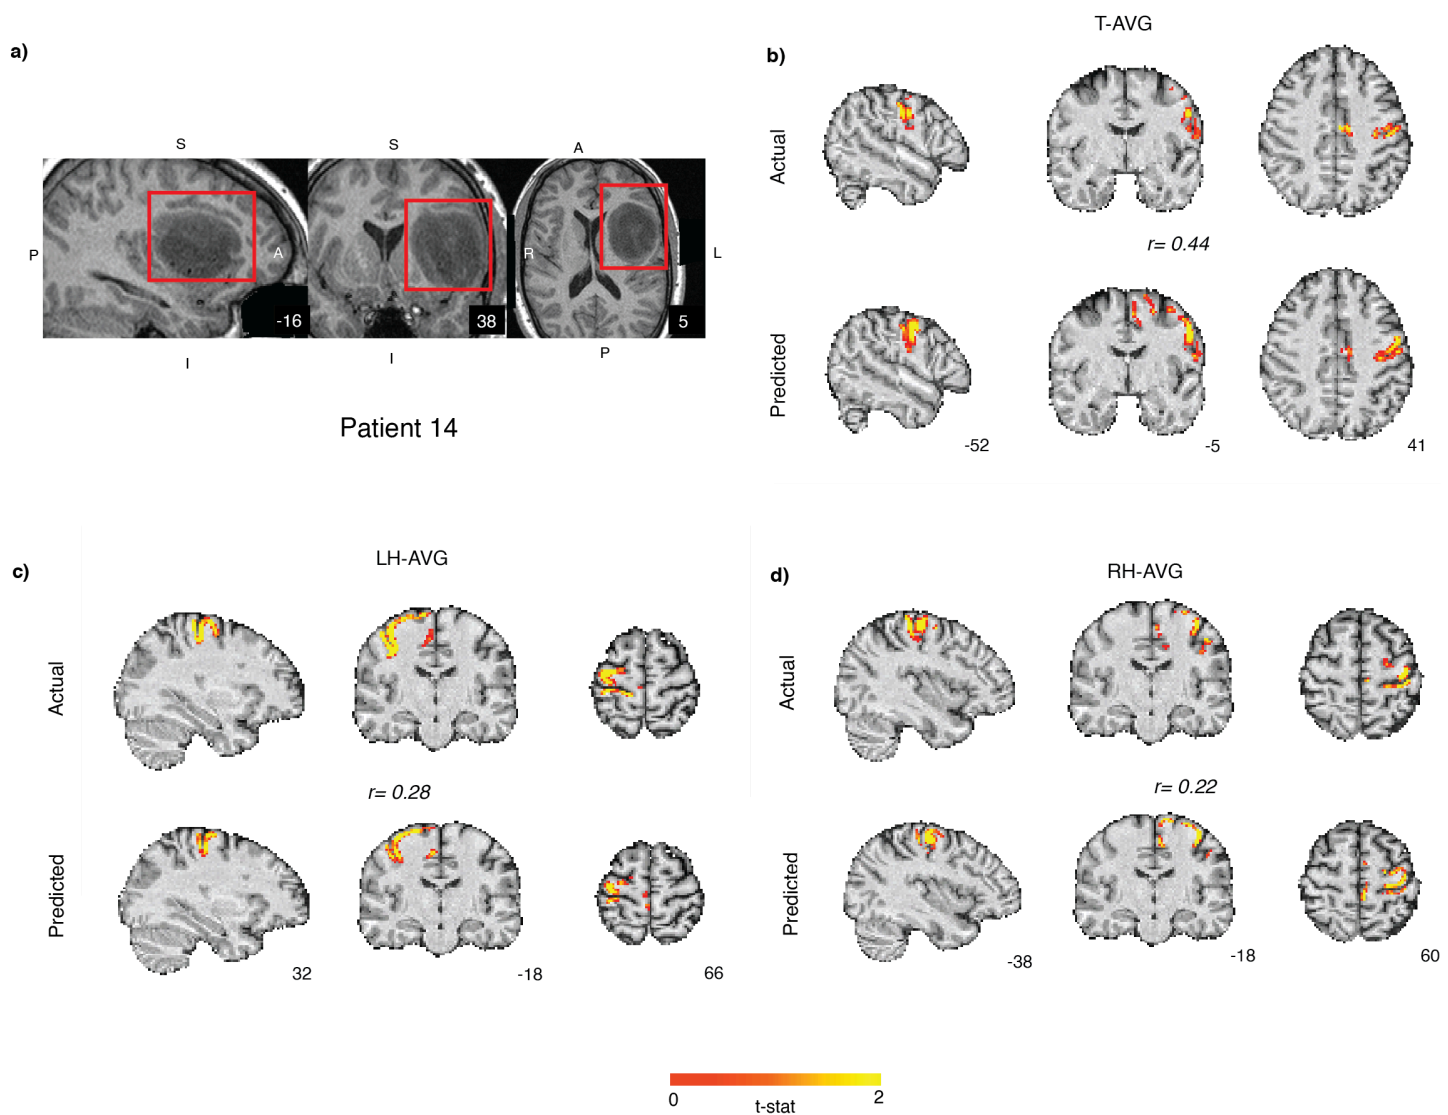 a)
S
S
A
P
A
R
L
-16
38
5
I
I
P
Patient 14
b)
T-AVG
Actual
r= 0.44
Predicted
-52
-5
41
c)
LH-AVG
Actual
r= 0.28
Predicted
32
-18
66
d)
RH-AVG
Actual
r= 0.22
Predicted
-38
-18
60
0
2
t-stat